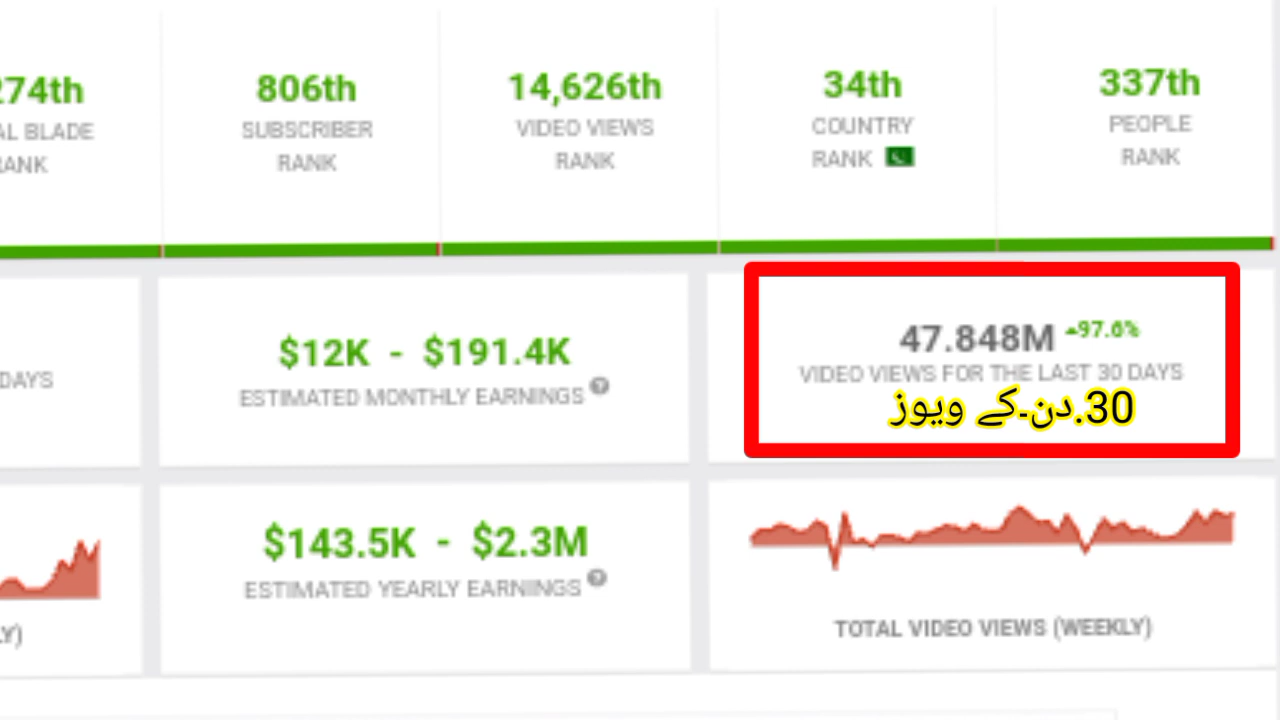 274th
AL BLADE
RANK
806th
SUBSCRIBER
RANK
14,626th
VIDEO VIEWS
RANK
34th
COUNTRY
RANK
337th
PEOPLE
RANK
DAYS
$12K - $191.4K
ESTIMATED MONTHLY EARNINGS ?
47.848M 97.6%
VIDEO VIEWS FOR THE LAST 30 DAYS
30.دن-کے ویوز
LY)
$143.5K - $2.3M
ESTIMATED YEARLY EARNINGS ?
TOTAL VIDEO VIEWS (WEEKLY)